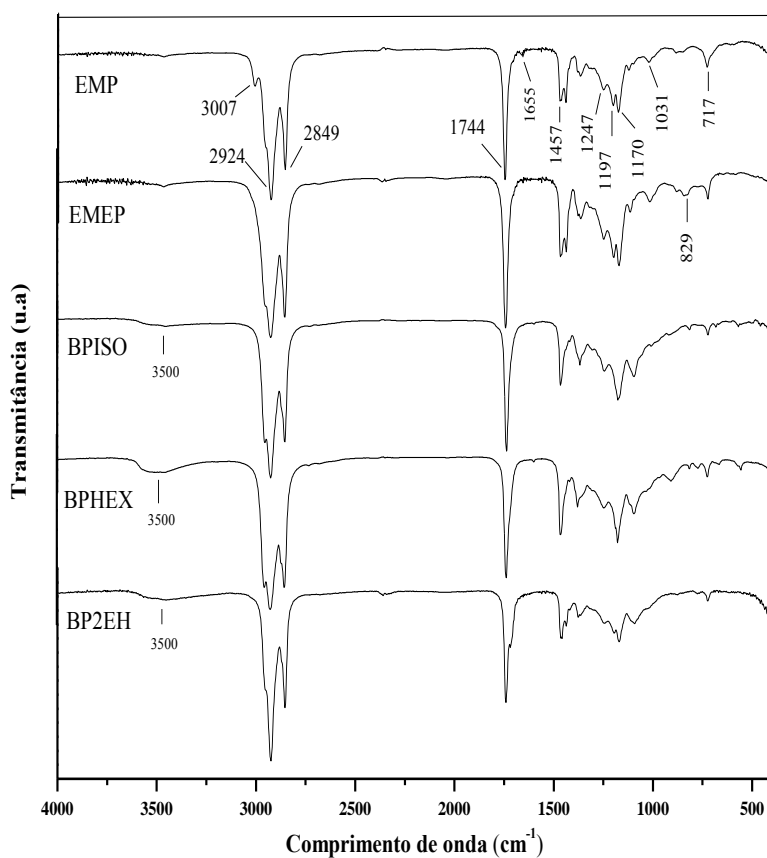 EMP
3007
2924
2849
1744
1655
1457
1247
1197
1170
1031
717
EMEP
829
BPISO
3500
BPHEX
3500
BP2EH
3500
Transmitância (u.a)
4000 3500 3000 2500 2000 1500 1000 500
Comprimento de onda (cm⁻¹)